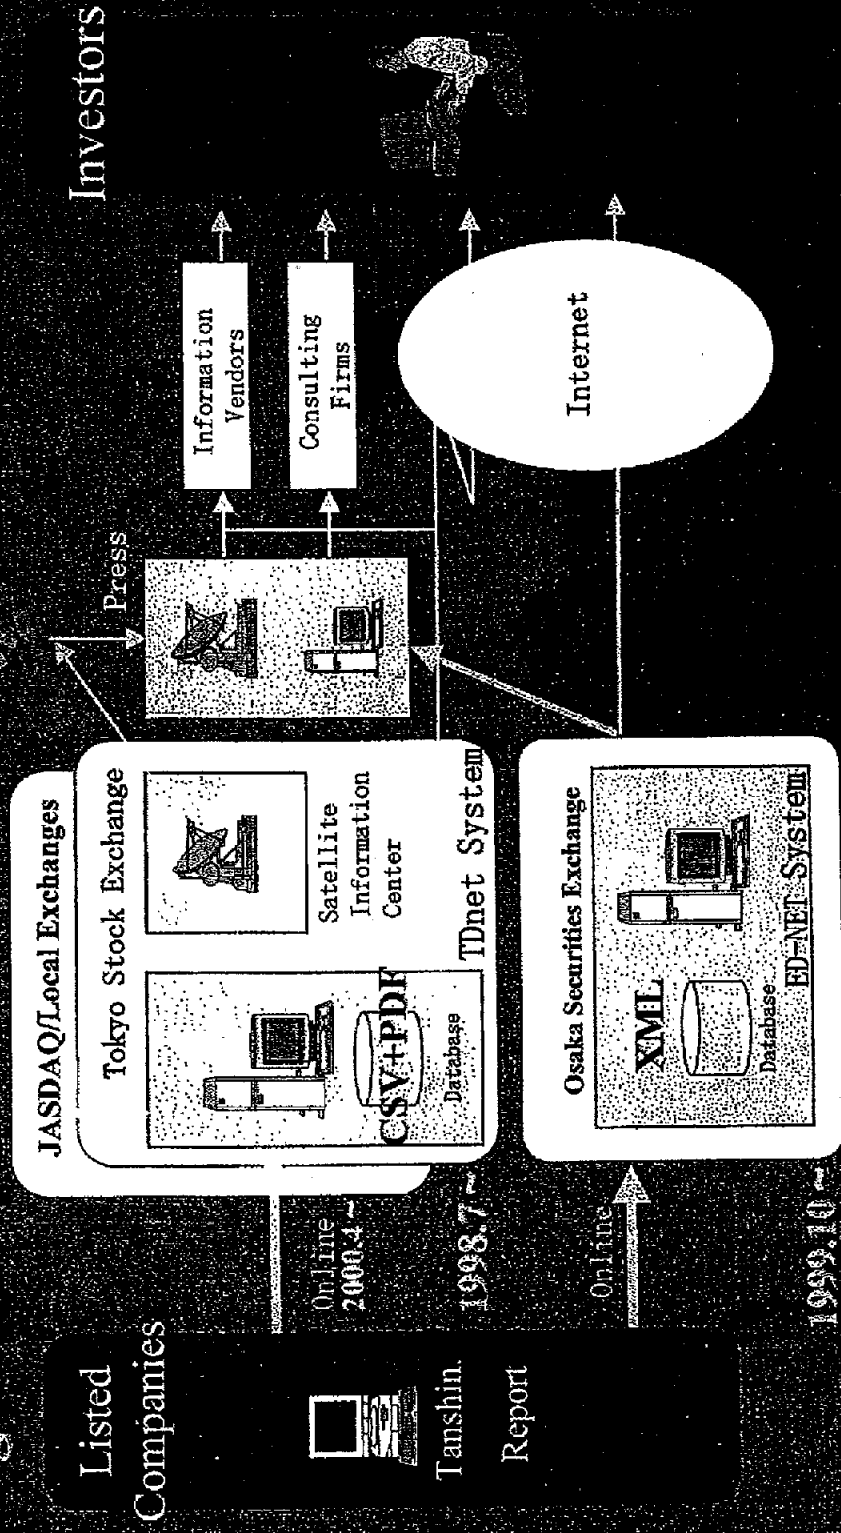 Listed
Companies
Tanshin
Report
Online
2000.4~
1998.7~
Online
1999.10~
JASDAQ/Local Exchanges
Tokyo Stock Exchange
CSV+PDF
Database
Satellite
Information
Center
TDnet System
Osaka Securities Exchange
XML
Database
ED-NET System
Press
Information
Vendors
Consulting
Firms
Internet
Investors